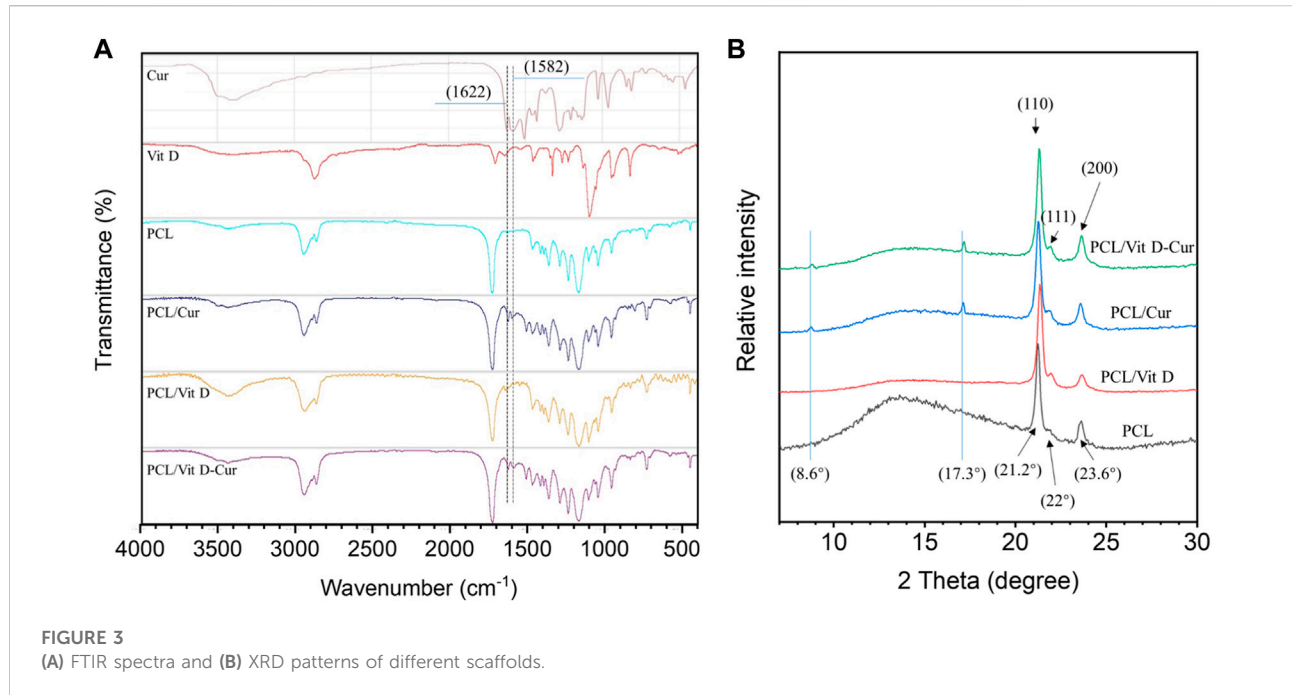 A
Cur
(1582)
(1622)
Vit D
PCL
PCL/Cur
PCL/Vit D
PCL/Vit D-Cur
Transmittance (%)
4000 3500 3000 2500 2000 1500 1000 500
Wavenumber (cm⁻¹)
B
(110)
(200)
(111)
PCL/Vit D-Cur
PCL/Cur
PCL/Vit D
PCL
(8.6°)
(17.3°)
(21.2°)
(22°)
(23.6°)
Relative intensity
10 15 20 25 30
2 Theta (degree)
FIGURE 3
(A) FTIR spectra and (B) XRD patterns of different scaffolds.